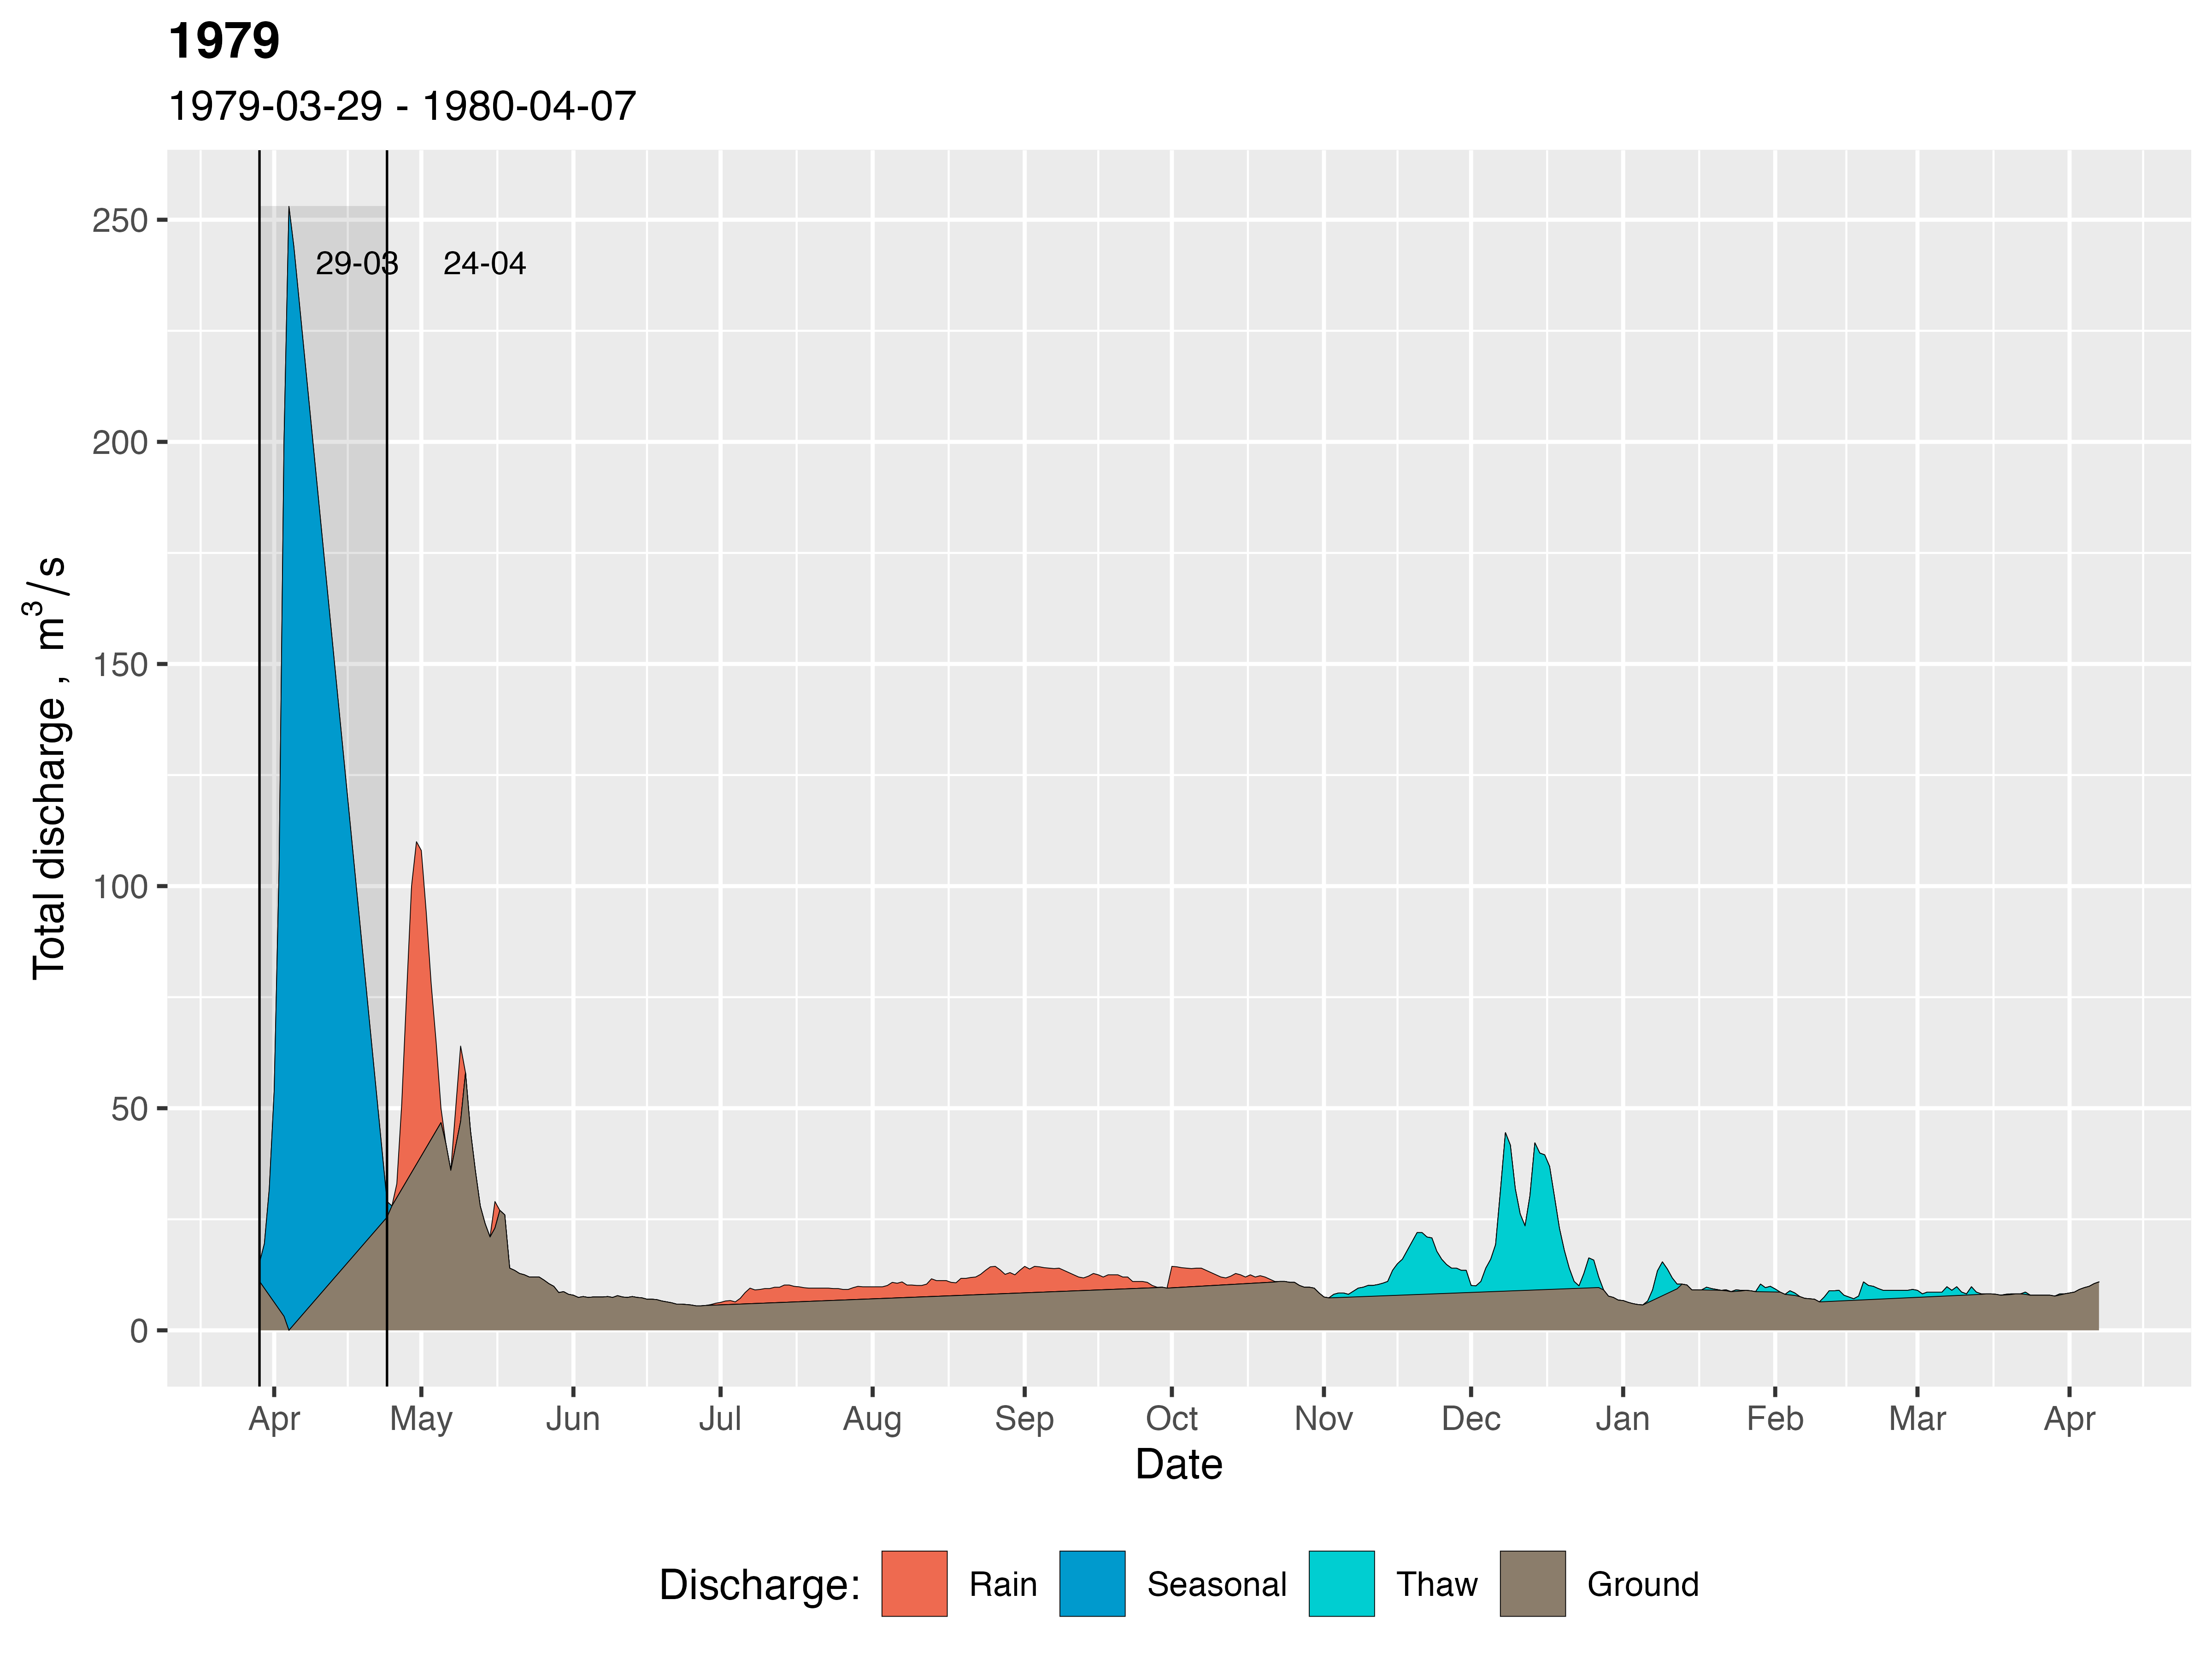 1979
1979-03-29 - 1980-04-07
Total discharge , m³/s
250
200
150
100
50
0
29-03 24-04
Apr May Jun Jul Aug Sep Oct Nov Dec Jan Feb Mar Apr
Date
Discharge: Rain Seasonal Thaw Ground